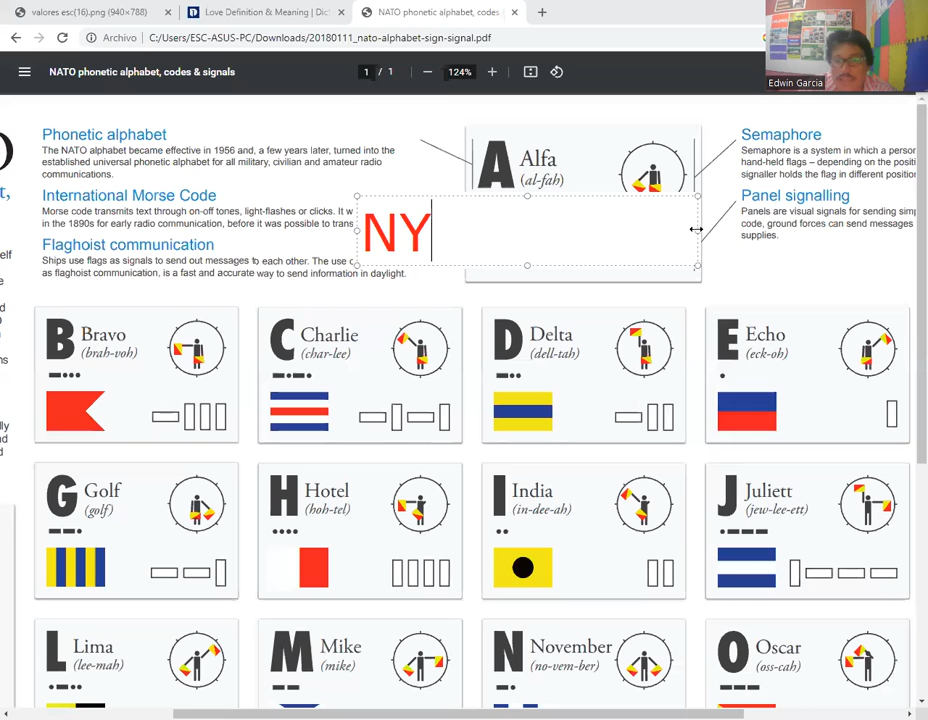 valores esc(16).png (940×788)
Love Definition & Meaning | Dict
NATO phonetic alphabet, codes
Archivo
C:/Users/ESC-ASUS-PC/Downloads/20180111_nato-alphabet-sign-signal.pdf
NATO phonetic alphabet, codes & signals
1 / 1
124%
Edwin Garcia
Phonetic alphabet
The NATO alphabet became effective in 1956 and, a few years later, turned into the
established universal phonetic alphabet for all military, civilian and amateur radio
communications.
International Morse Code
Morse code transmits text through on-off tones, light-flashes or clicks. It w
in the 1890s for early radio communication, before it was possible to trans
Flaghoist communication
Ships use flags as signals to send out messages to each other. The use o
as flaghoist communication, is a fast and accurate way to send information in daylight.
A Alfa
(al-fah)
NY
Semaphore
Semaphore is a system in which a person
hand-held flags – depending on the positi
signaller holds the flag in different position
Panel signalling
Panels are visual signals for sending simp
code, ground forces can send messages
supplies.
B Bravo
(brah-voh)
C Charlie
(char-lee)
D Delta
(dell-tah)
E Echo
(eck-oh)
G Golf
(golf)
H Hotel
(hoh-tel)
I India
(in-dee-ah)
J Juliett
(jew-lee-ett)
L Lima
(lee-mah)
M Mike
(mike)
N November
(no-vem-ber)
O Oscar
(oss-cah)